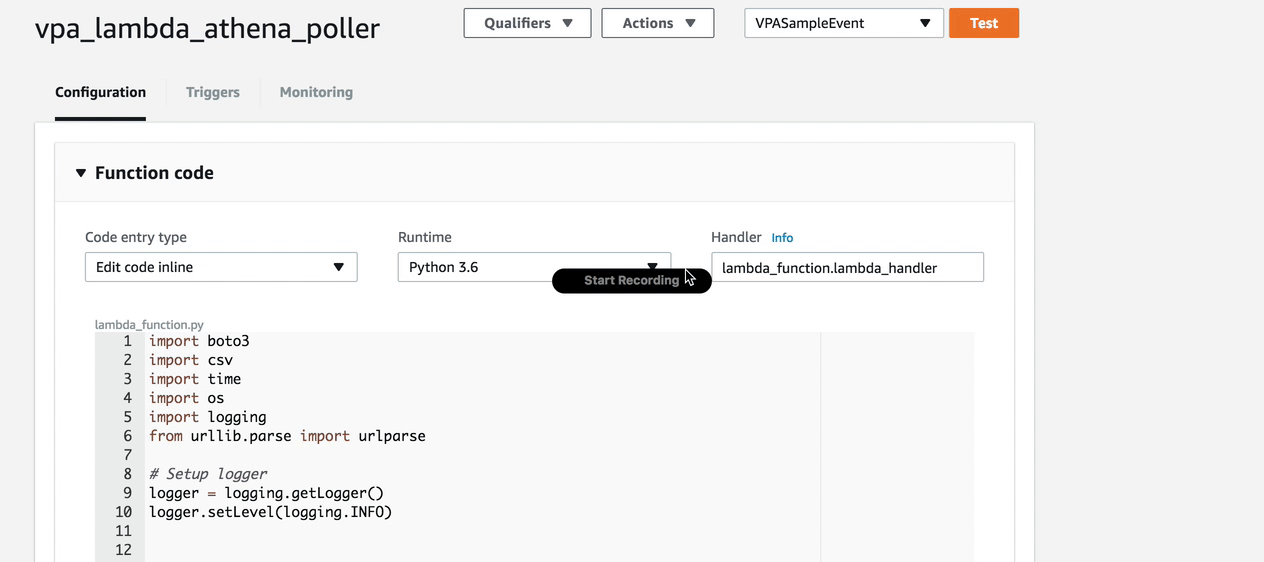 vpa_lambda_athena_poller
Qualifiers
Actions
VPASampleEvent
Test
Configuration
Triggers
Monitoring
Function code
Code entry type
Runtime
Handler Info
Edit code inline
Python 3.6
lambda_function.lambda_handler
Start Recording
lambda_function.py
1 import boto3
2 import csv
3 import time
4 import os
5 import logging
6 from urllib.parse import urlparse
7
8 # Setup logger
9 logger = logging.getLogger()
10 logger.setLevel(logging.INFO)
11
12